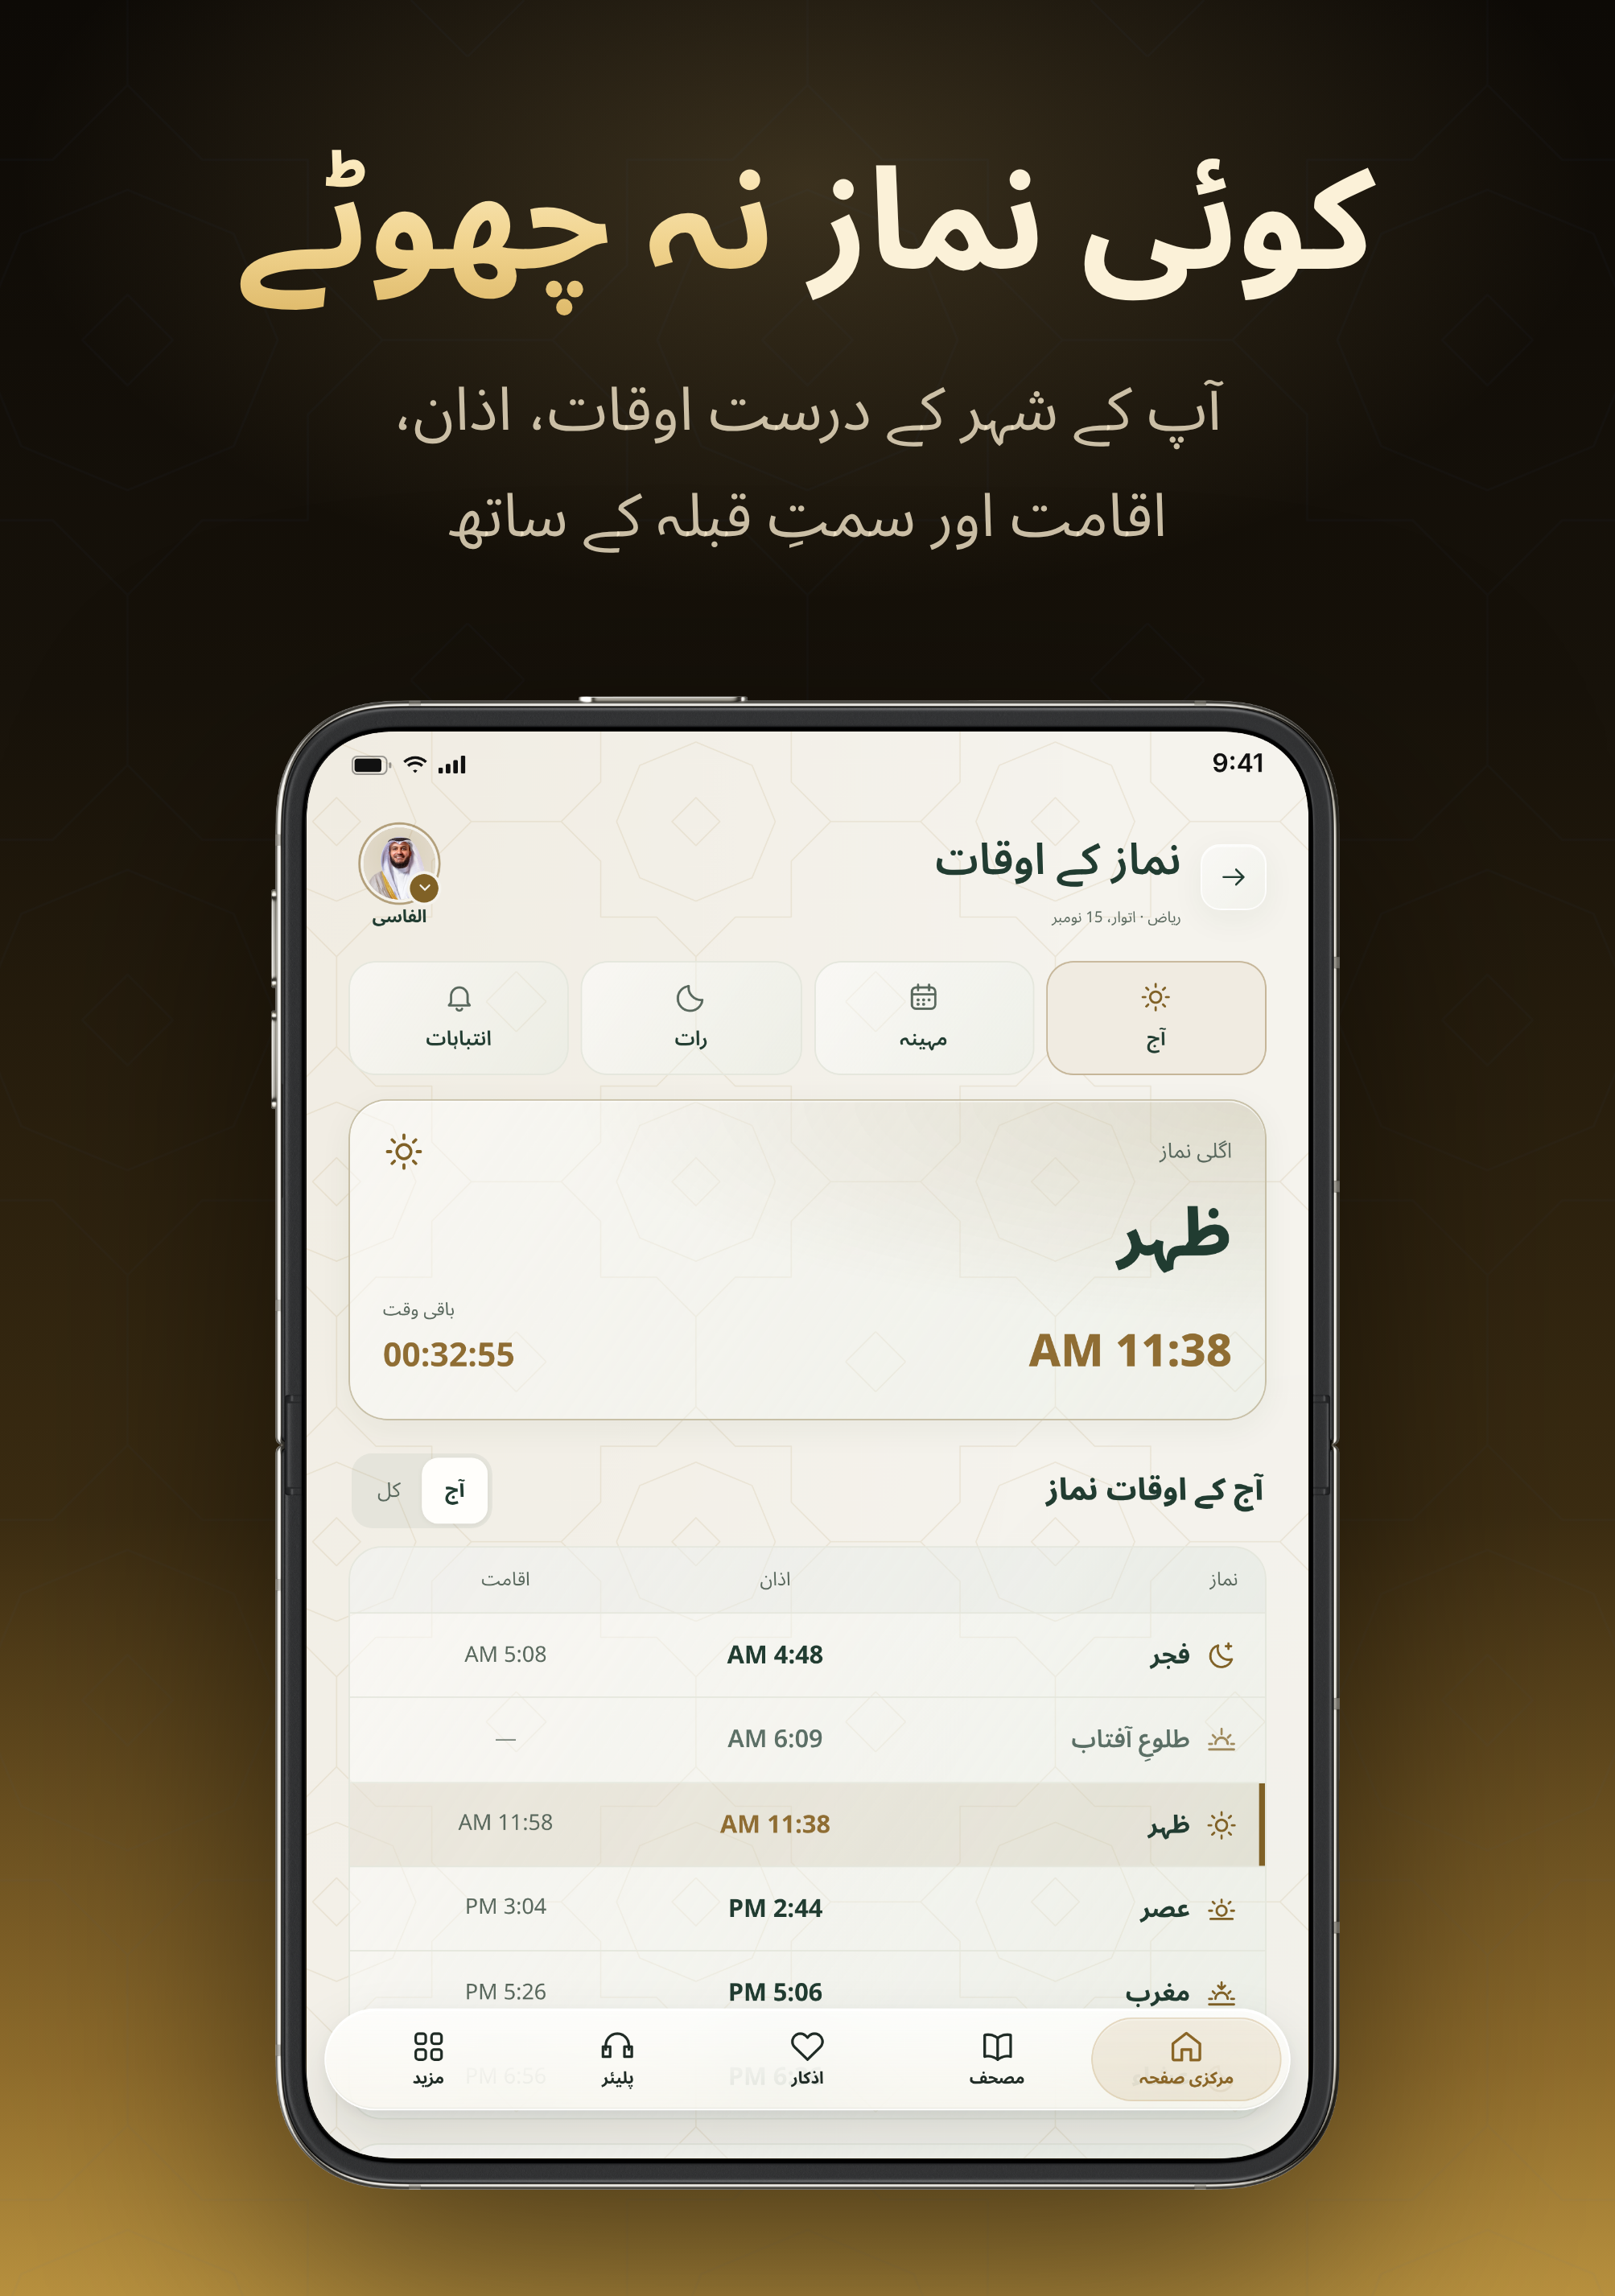 کوئی نماز نہ چھوٹے
آپ کے شہر کے درست اوقات، اذان،
اقامت اور سمتِ قبلہ کے ساتھ
9:41
نماز کے اوقات
ریاض · اتوار، 15 نومبر
الفاسی
آج
مہینہ
رات
انتباہات
اگلی نماز
ظہر
باقی وقت
AM 11:38
00:32:55
آج کے اوقات نماز
آج
کل
نماز اذان اقامت
فجر AM 4:48 AM 5:08
طلوعِ آفتاب AM 6:09 —
ظہر AM 11:38 AM 11:58
عصر PM 2:44 PM 3:04
مغرب PM 5:06 PM 5:26
PM 6:56
مرکزی صفحہ
مصحف
اذکار
پلیئر
مزید